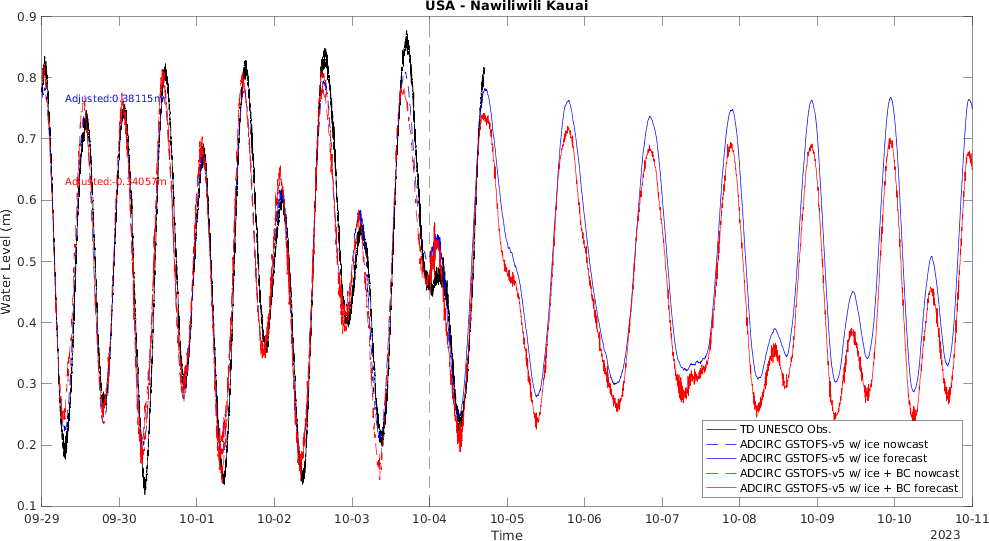 USA - Nawiliwili Kauai
0.9
0.8
0.7
0.6
0.5
0.4
0.3
0.2
0.1
Water Level (m)
Adjusted:0.38115m
Adjusted:-0.34057m
TD UNESCO Obs.
ADCIRC GSTOFS-v5 w/ ice nowcast
ADCIRC GSTOFS-v5 w/ ice forecast
ADCIRC GSTOFS-v5 w/ ice + BC nowcast
ADCIRC GSTOFS-v5 w/ ice + BC forecast
09-29 09-30 10-01 10-02 10-03 10-04 10-05 10-06 10-07 10-08 10-09 10-10 10-11
Time 2023